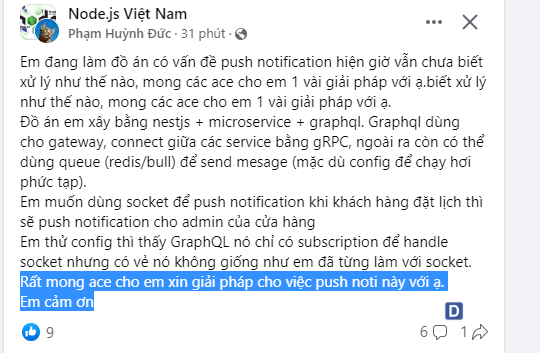 Node.js Việt Nam
Phạm Huỳnh Đức · 31 phút ·
Em đang làm đồ án có vấn đề push notification hiện giờ vẫn chưa biết
xử lý như thế nào, mong các ace cho em 1 vài giải pháp với ạ.biết xử lý
như thế nào, mong các ace cho em 1 vài giải pháp với ạ.
Đồ án em xây bằng nestjs + microservice + graphql. Graphql dùng
cho gateway, connect giữa các service bằng gRPC, ngoài ra còn có thể
dùng queue (redis/bull) để send mesage (mặc dù config để chạy hơi
phức tạp).
Em muốn dùng socket để push notification khi khách hàng đặt lịch thì
sẽ push notification cho admin của cửa hàng
Em thử config thì thấy GraphQL nó chỉ có subscription để handle
socket nhưng có vẻ nó không giống như em đã từng làm với socket.
Rất mong ace cho em xin giải pháp cho việc push noti này với ạ.
Em cảm ơn
D
9 6 1